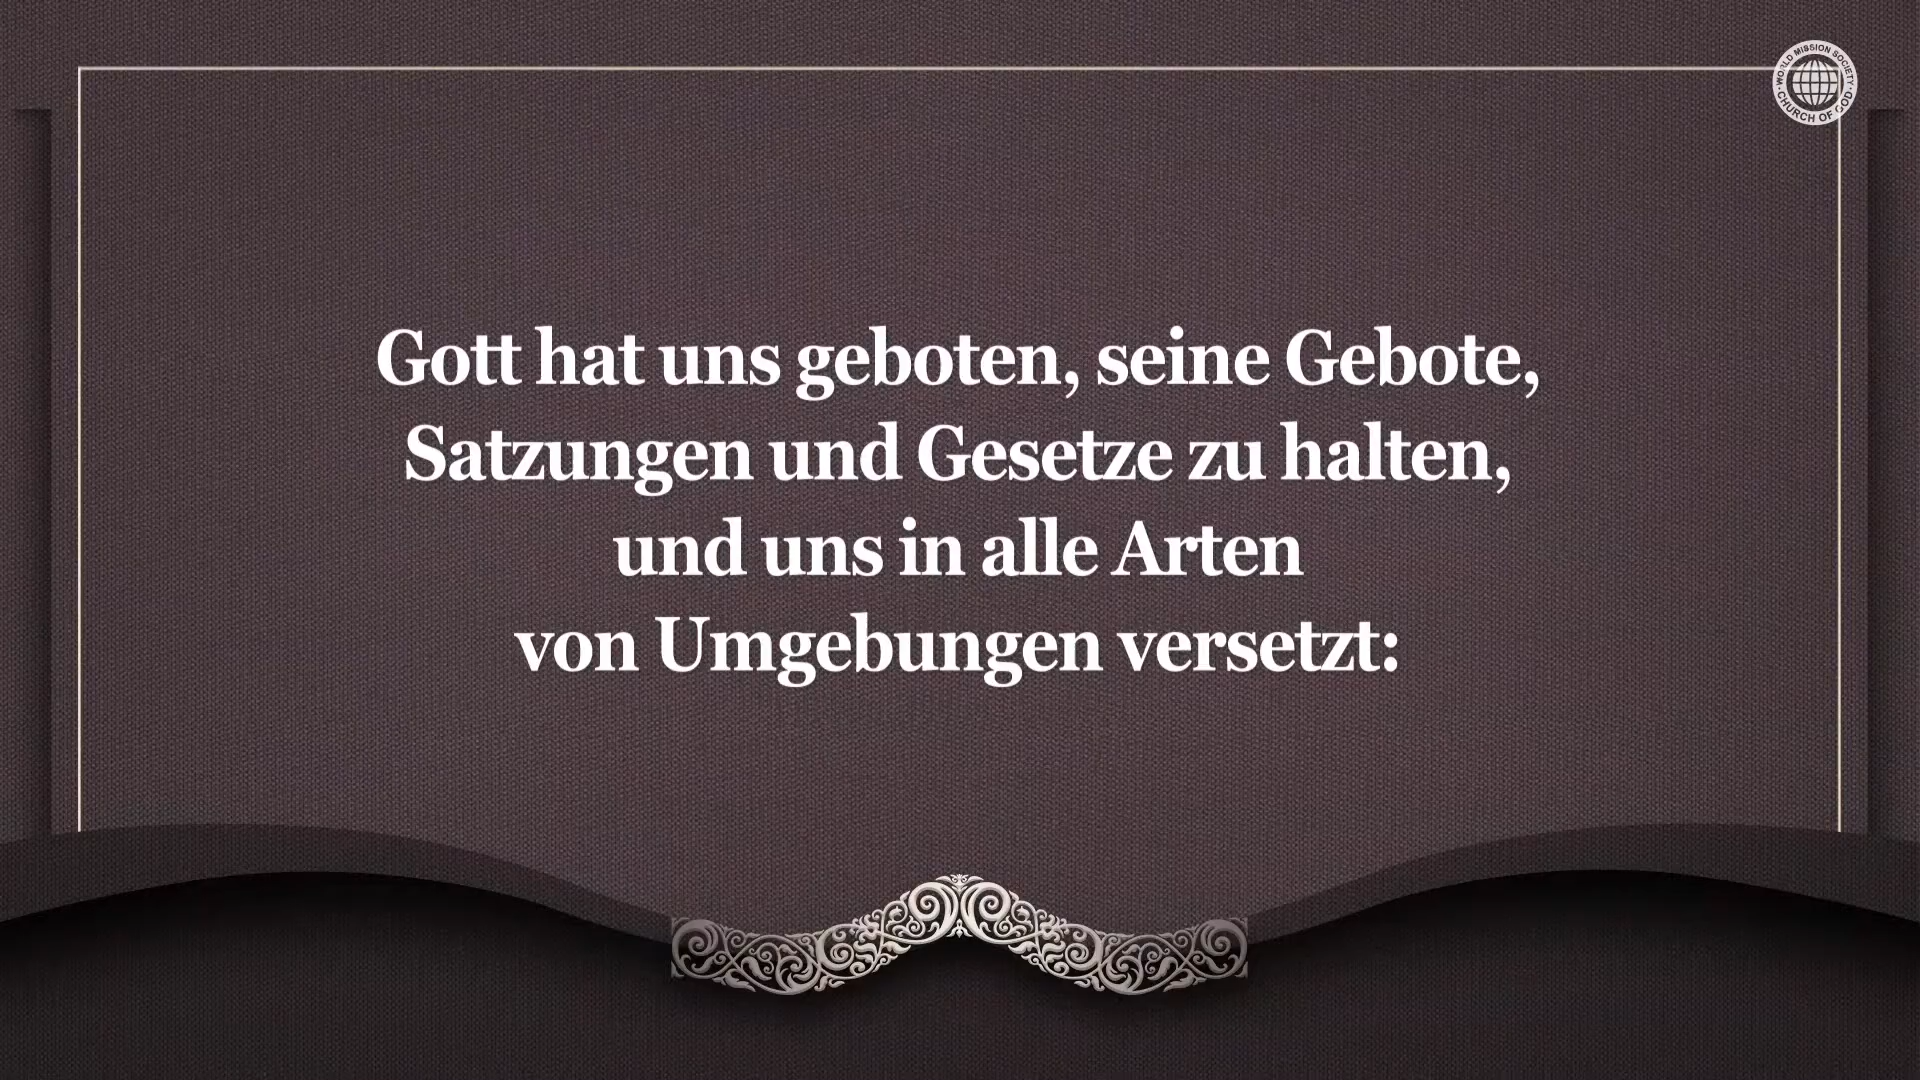 WORLD MISSION SOCIETY
CHURCH OF GOD
Gott hat uns geboten, seine Gebote,
Satzungen und Gesetze zu halten,
und uns in alle Arten
von Umgebungen versetzt: